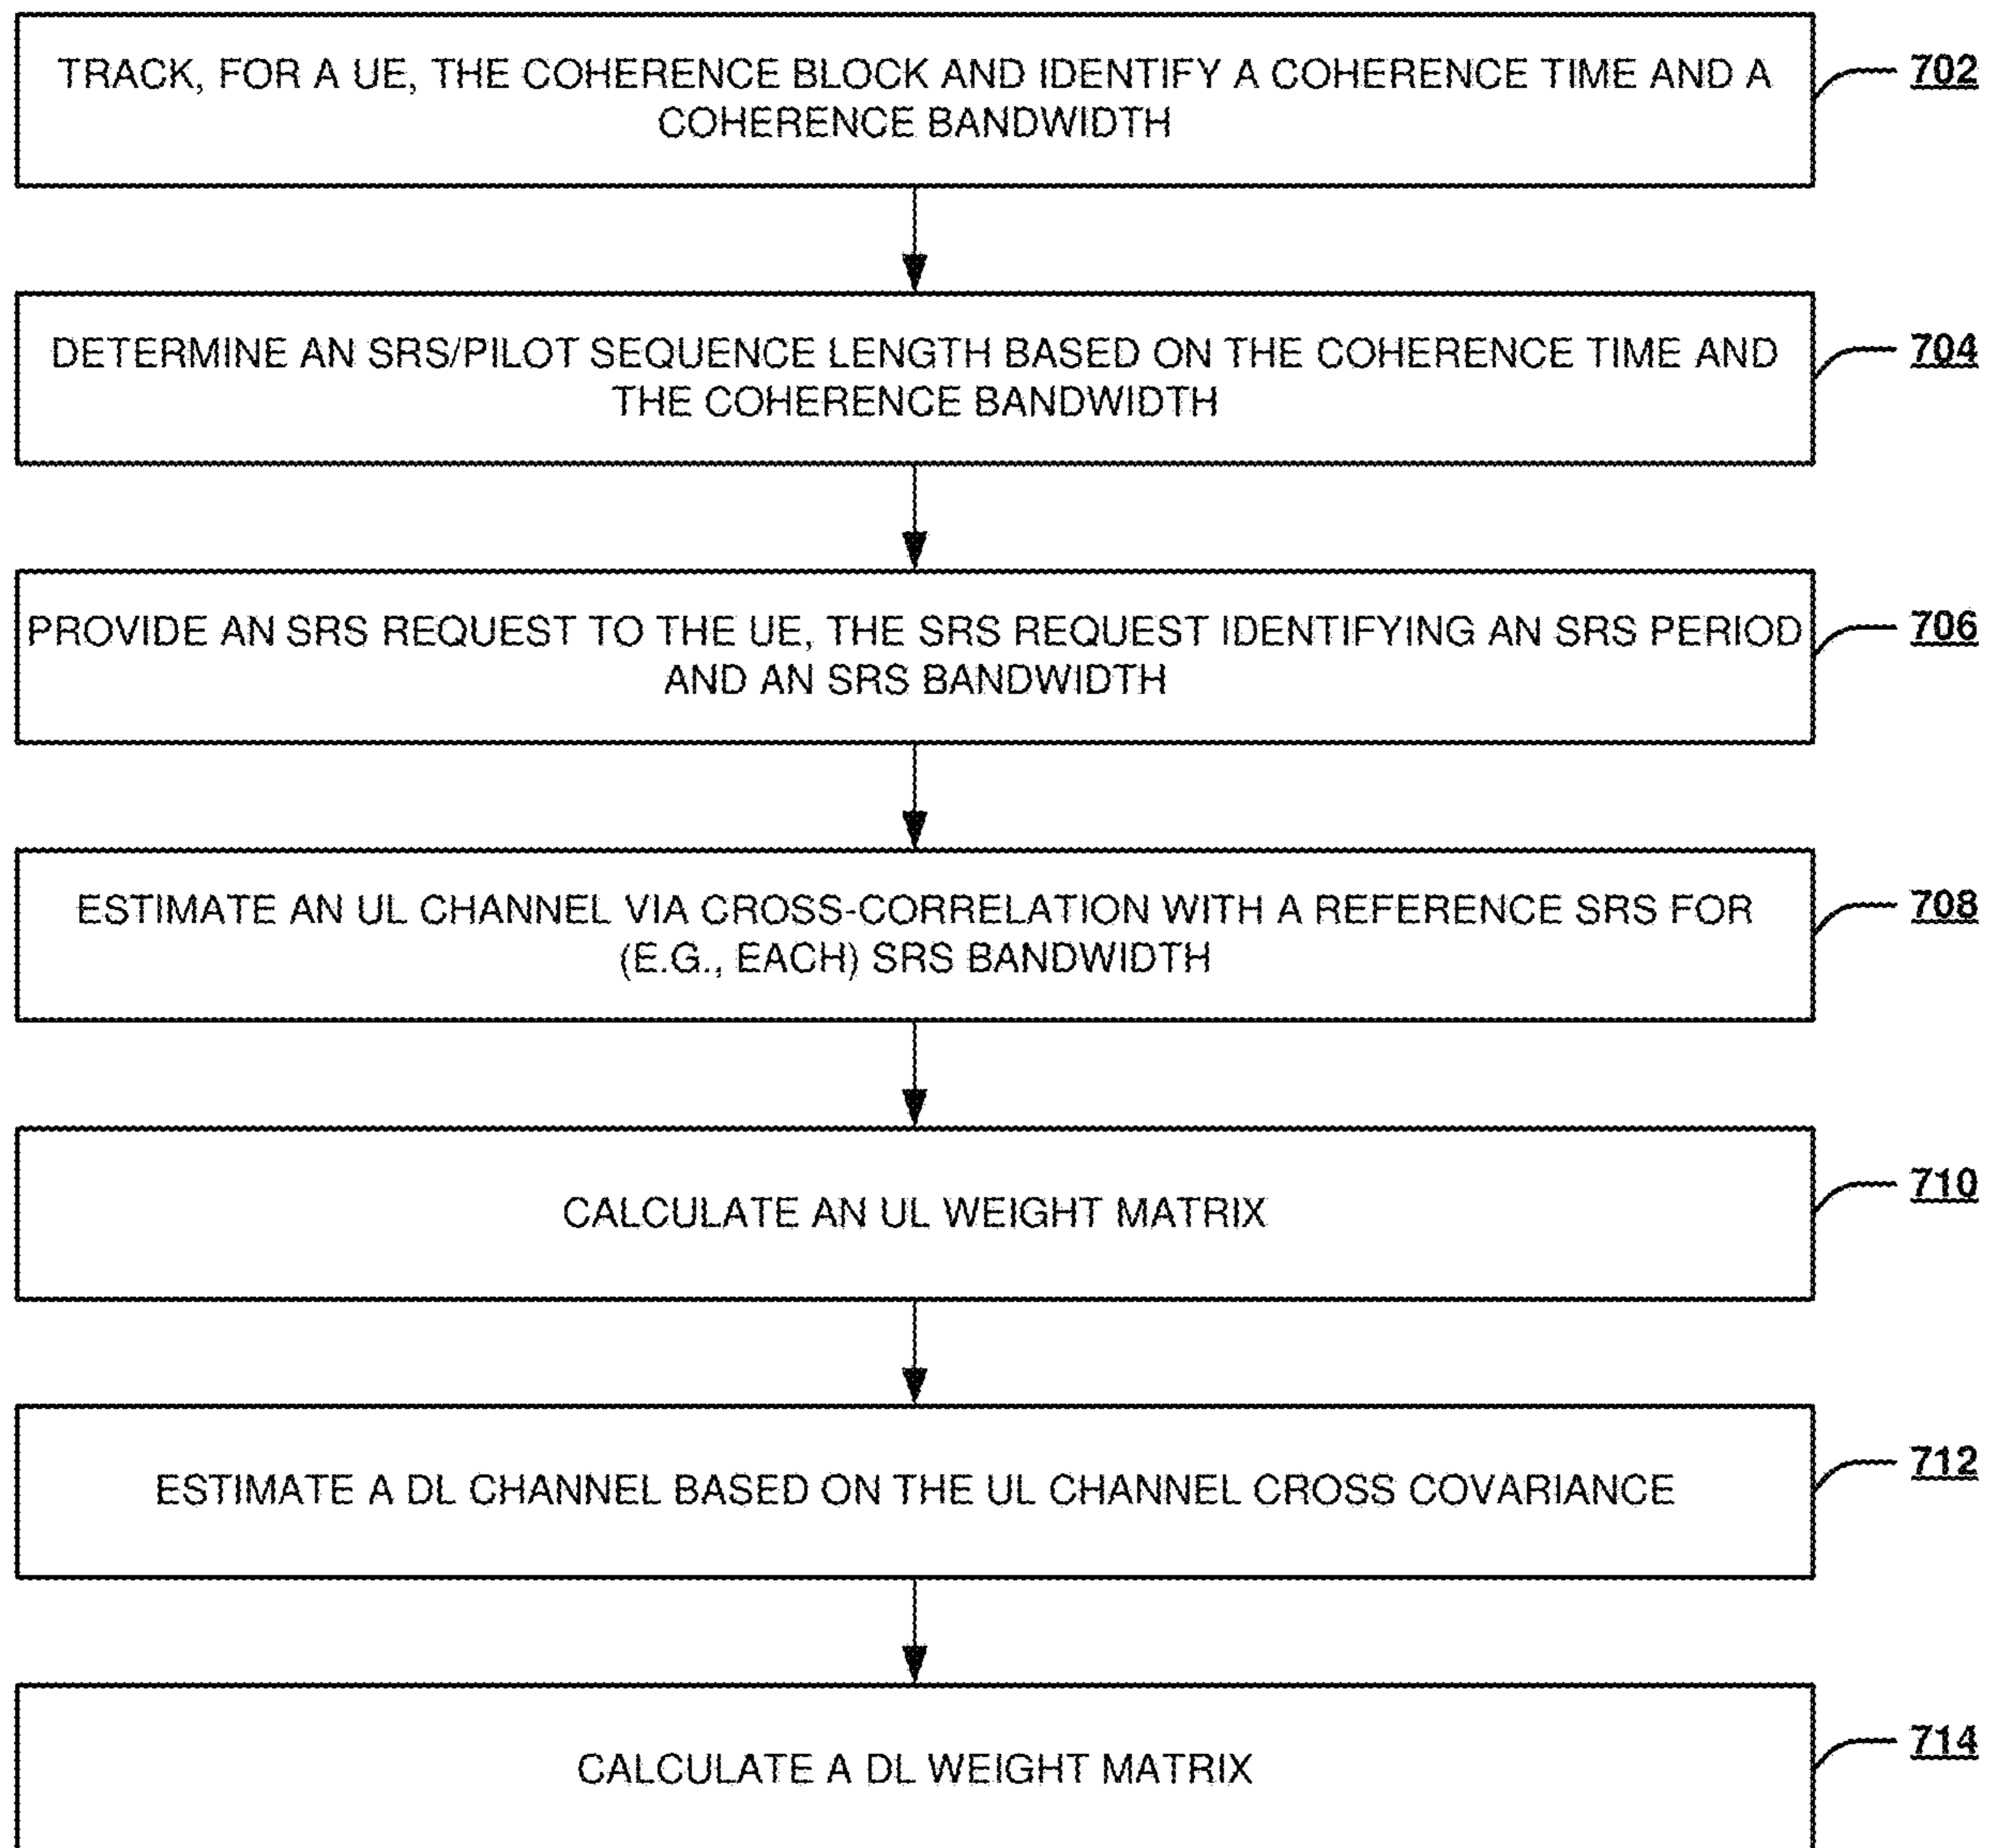 TRACK, FOR A UE, THE COHERENCE BLOCK AND IDENTIFY A COHERENCE TIME AND A
COHERENCE BANDWIDTH
702
DETERMINE AN SRS/PILOT SEQUENCE LENGTH BASED ON THE COHERENCE TIME AND
THE COHERENCE BANDWIDTH
704
PROVIDE AN SRS REQUEST TO THE UE, THE SRS REQUEST IDENTIFYING AN SRS PERIOD
AND AN SRS BANDWIDTH
706
ESTIMATE AN UL CHANNEL VIA CROSS-CORRELATION WITH A REFERENCE SRS FOR
(E.G., EACH) SRS BANDWIDTH
708
CALCULATE AN UL WEIGHT MATRIX
710
ESTIMATE A DL CHANNEL BASED ON THE UL CHANNEL CROSS COVARIANCE
712
CALCULATE A DL WEIGHT MATRIX
714